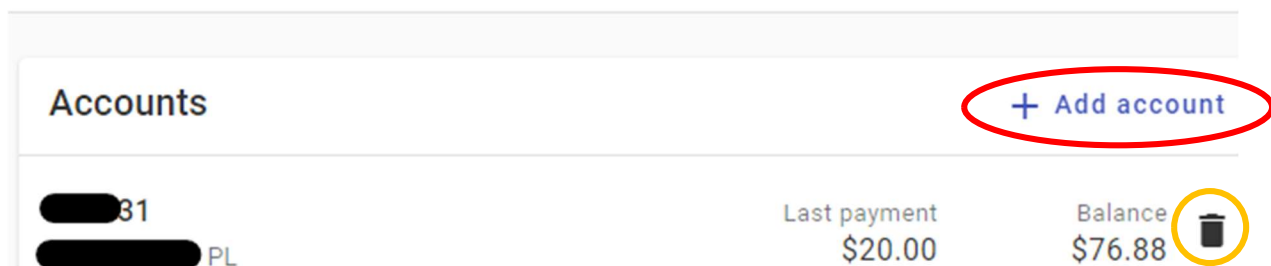 Accounts
+ Add account
31
Last payment
Balance
PL
$20.00
$76.88